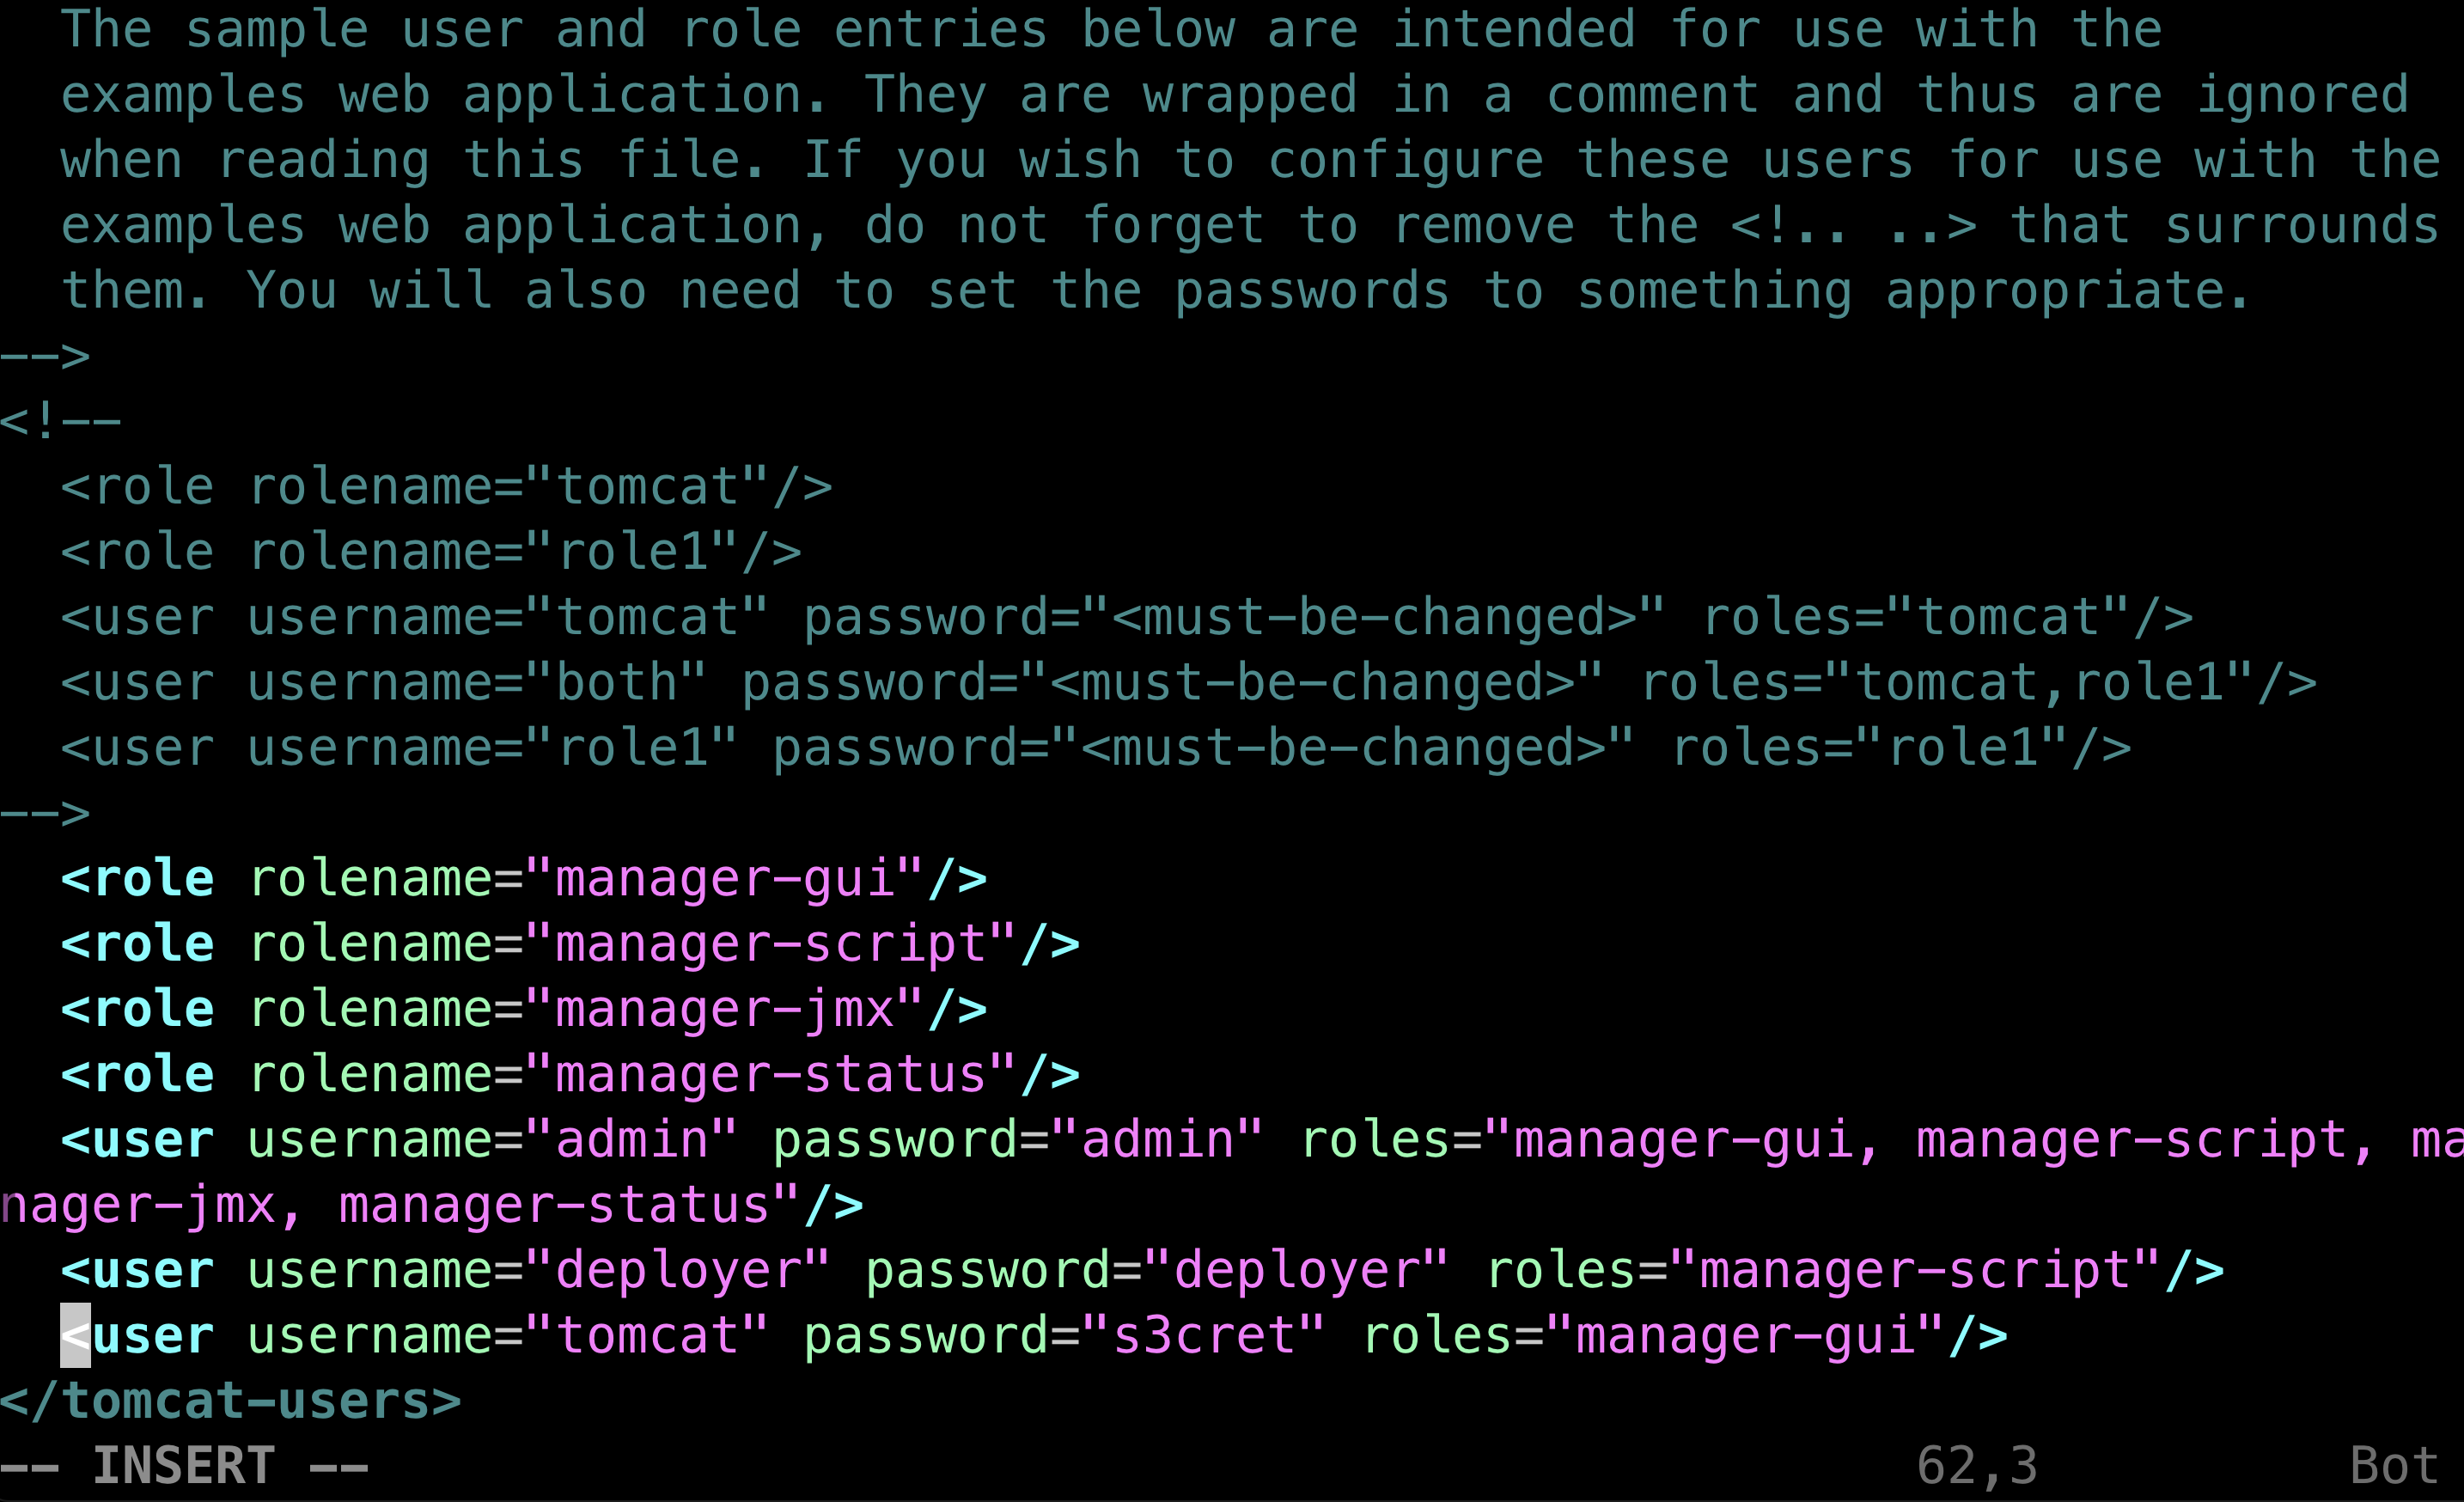 The sample user and role entries below are intended for use with the
  examples web application. They are wrapped in a comment and thus are ignored
  when reading this file. If you wish to configure these users for use with the
  examples web application, do not forget to remove the <!.. ..> that surrounds
  them. You will also need to set the passwords to something appropriate.
-->
<!--
  <role rolename="tomcat"/>
  <role rolename="role1"/>
  <user username="tomcat" password="<must-be-changed>" roles="tomcat"/>
  <user username="both" password="<must-be-changed>" roles="tomcat,role1"/>
  <user username="role1" password="<must-be-changed>" roles="role1"/>
-->
  <role rolename="manager-gui"/>
  <role rolename="manager-script"/>
  <role rolename="manager-jmx"/>
  <role rolename="manager-status"/>
  <user username="admin" password="admin" roles="manager-gui, manager-script, ma
nager-jmx, manager-status"/>
  <user username="deployer" password="deployer" roles="manager-script"/>
  <user username="tomcat" password="s3cret" roles="manager-gui"/>
</tomcat-users>
-- INSERT -- 62,3 Bot